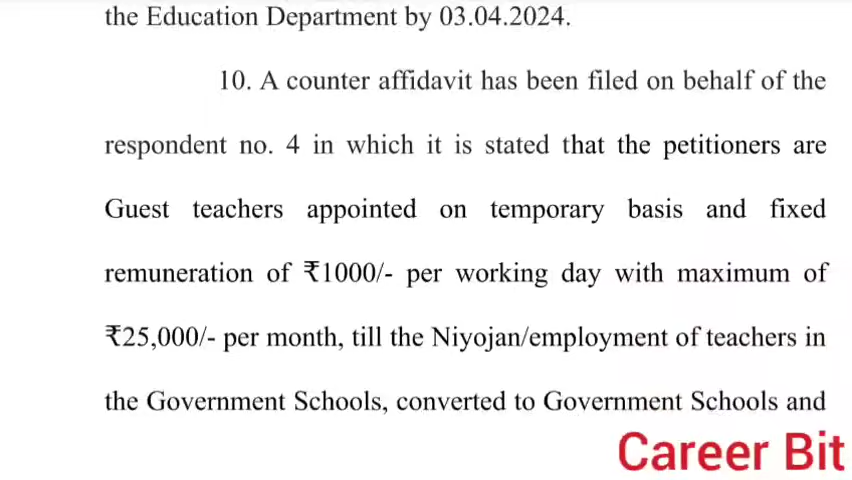 the Education Department by 03.04.2024.
10. A counter affidavit has been filed on behalf of the
respondent no. 4 in which it is stated that the petitioners are
Guest teachers appointed on temporary basis and fixed
remuneration of ₹1000/- per working day with maximum of
₹25,000/- per month, till the Niyojan/employment of teachers in
the Government Schools, converted to Government Schools and
Career Bit